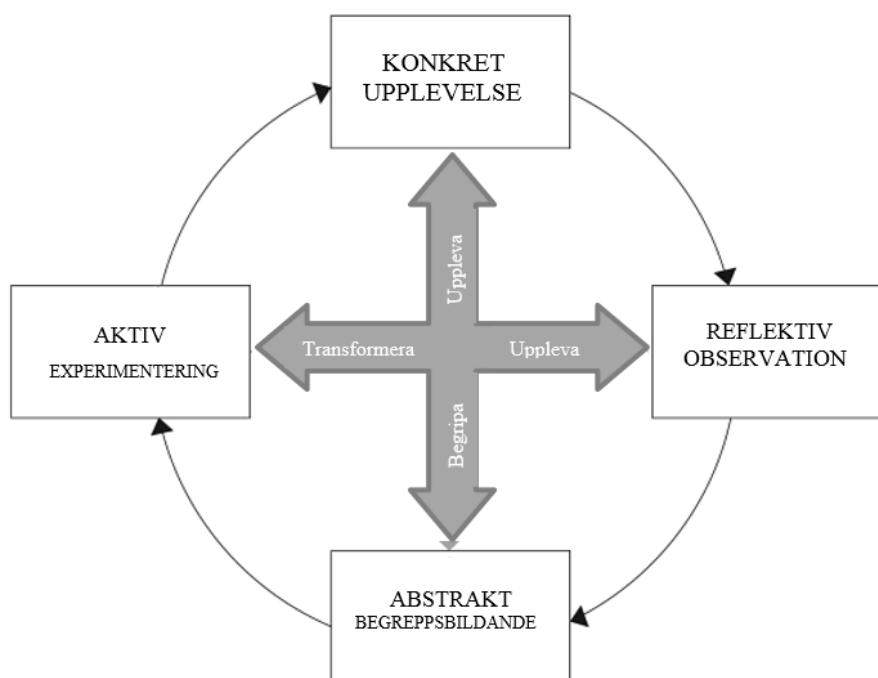 KONKRET
UPPLEVELSE
Uppleva
AKTIV
EXPERIMENTERING
Transformera
Uppleva
REFLEKTIV
OBSERVATION
Begripa
ABSTRAKT
BEGREPPSBILDANDE